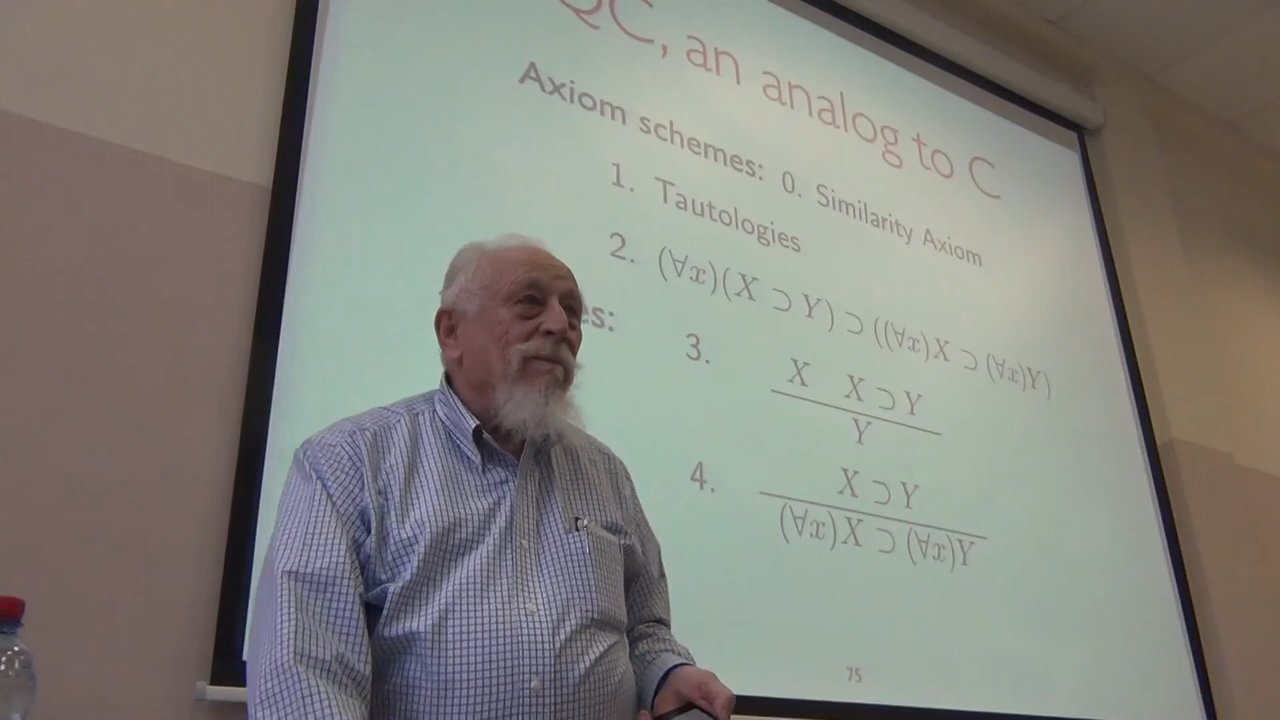 QC, an analog to C
Axiom schemes: 0. Similarity Axiom
1. Tautologies
2. (∀x)(X ⊃ Y) ⊃ ((∀x)X ⊃ (∀x)Y)
es:
3. X X ⊃ Y
Y
4. X ⊃ Y
(∀x)X ⊃ (∀x)Y
75